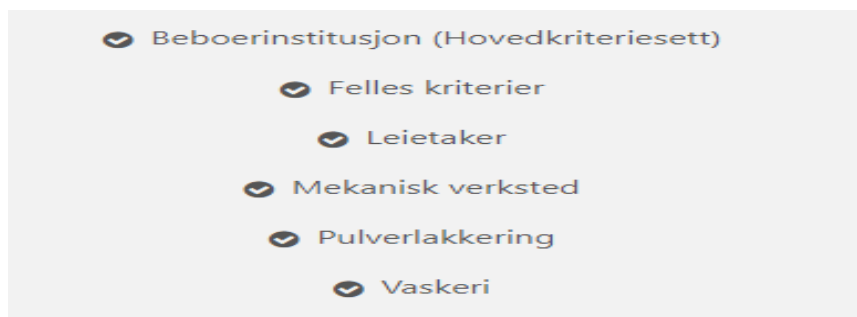 Beboerinstitusjon (Hovedkriteriesett)
Felles kriterier
Leietaker
Mekanisk verksted
Pulverlakkering
Vaskeri